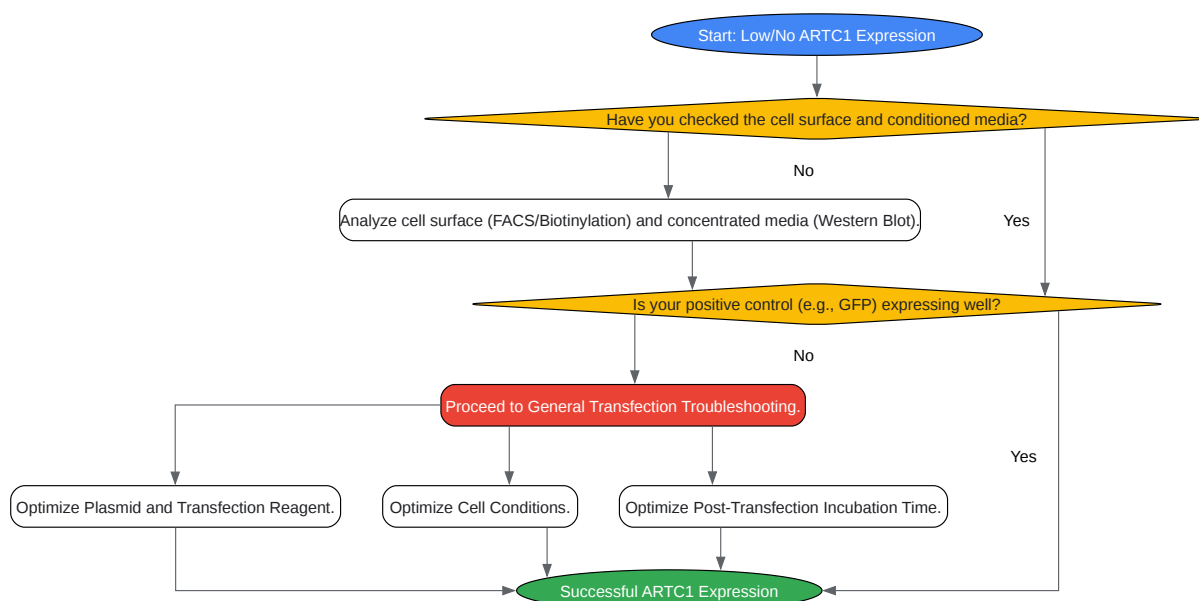 Start: Low/No ARTC1 Expression
Have you checked the cell surface and conditioned media?
No
Analyze cell surface (FACS/Biotinylation) and concentrated media (Western Blot).
Yes
Is your positive control (e.g., GFP) expressing well?
No
Proceed to General Transfection Troubleshooting.
Yes
Optimize Plasmid and Transfection Reagent.
Optimize Cell Conditions.
Optimize Post-Transfection Incubation Time.
Successful ARTC1 Expression